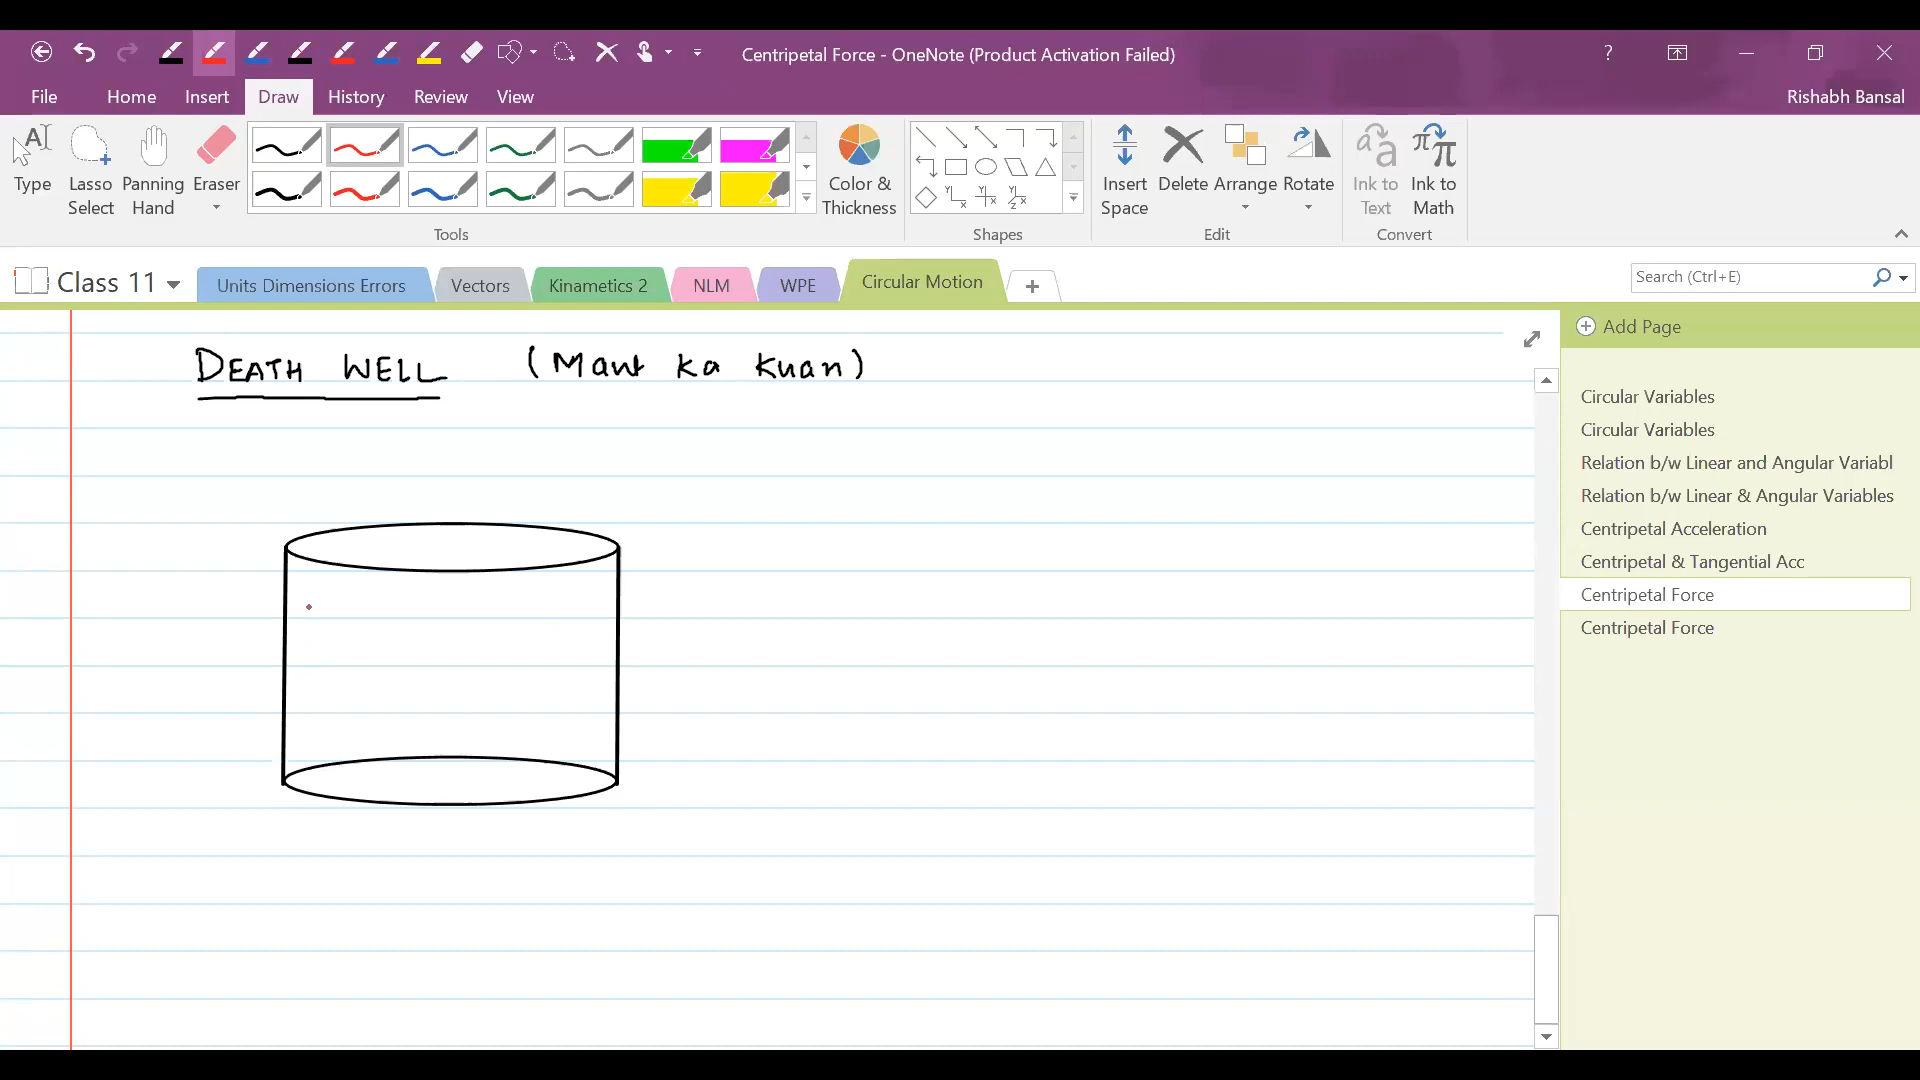 Centripetal Force - OneNote (Product Activation Failed)
?
File Home Insert Draw History Review View
Rishabh Bansal
Type
Lasso Select
Panning Hand
Eraser
Color & Thickness
Insert Space
Delete
Arrange
Rotate
Ink to Text
Ink to Math
Tools
Shapes
Edit
Convert
Class 11
Units Dimensions Errors
Vectors
Kinametics 2
NLM
WPE
Circular Motion
Search (Ctrl+E)
Add Page
DEATH WELL (Maut ka Kuan)
Circular Variables
Circular Variables
Relation b/w Linear and Angular Variabl
Relation b/w Linear & Angular Variables
Centripetal Acceleration
Centripetal & Tangential Acc
Centripetal Force
Centripetal Force